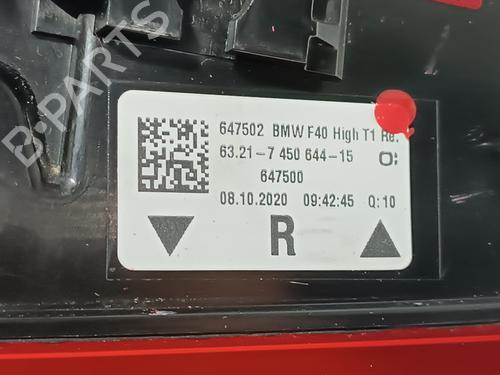 647502 BMW F40 High T1 Re.
63.21-7 450 644-15 O:
647500
08.10.2020 09:42:45 Q:10
R
B-PARTS